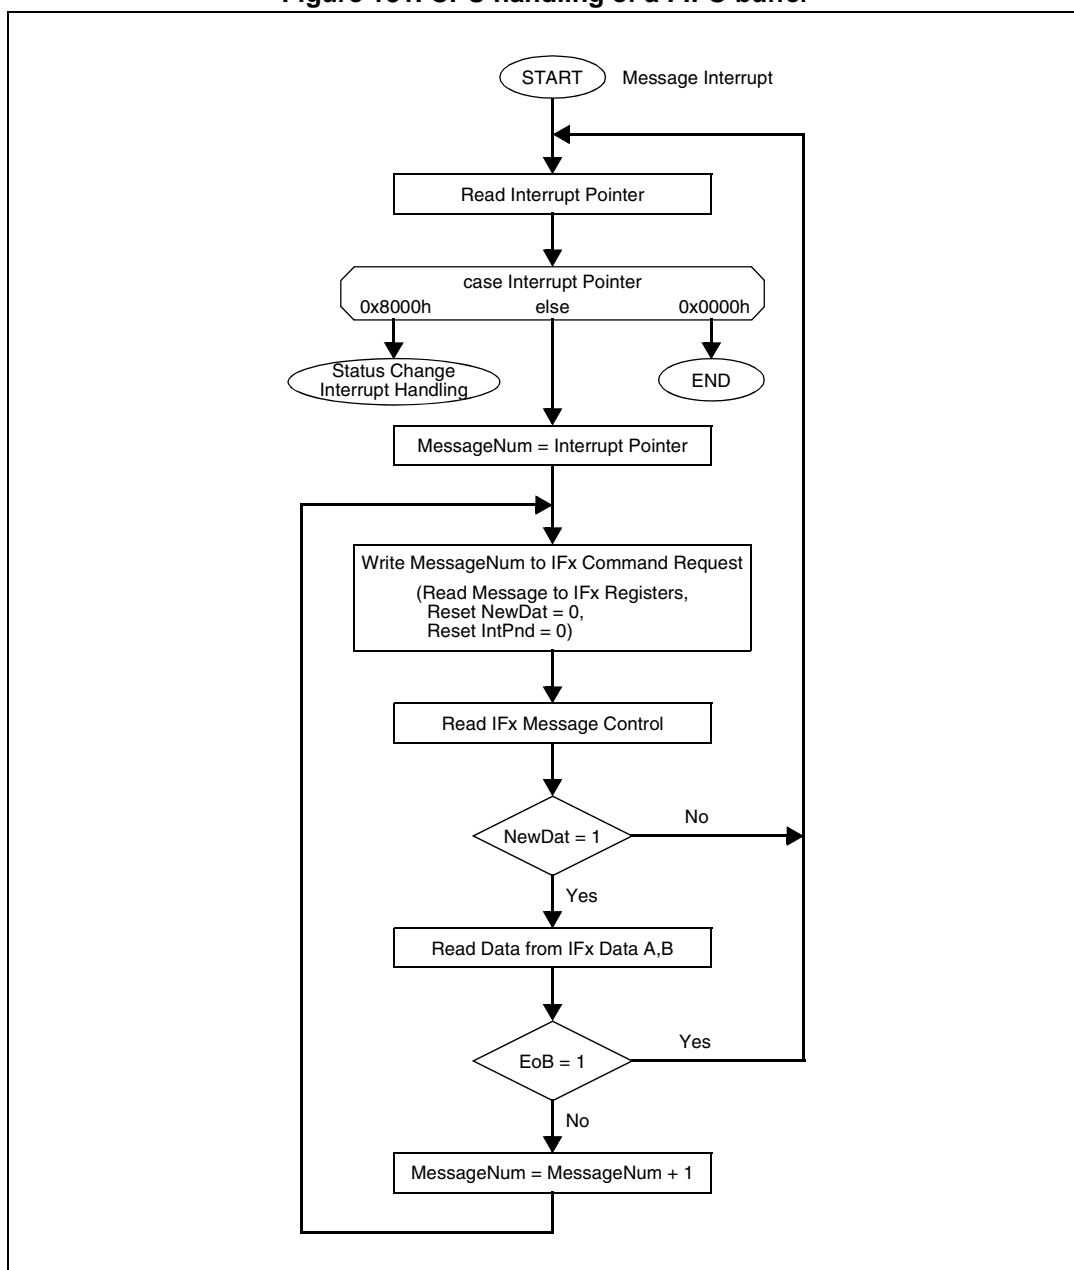 START Message Interrupt
Read Interrupt Pointer
case Interrupt Pointer
0x8000h else 0x0000h
Status Change
Interrupt Handling
END
MessageNum = Interrupt Pointer
Write MessageNum to IFx Command Request
(Read Message to IFx Registers,
Reset NewDat = 0,
Reset IntPnd = 0)
Read IFx Message Control
NewDat = 1
No
Yes
Read Data from IFx Data A,B
EoB = 1
Yes
No
MessageNum = MessageNum + 1